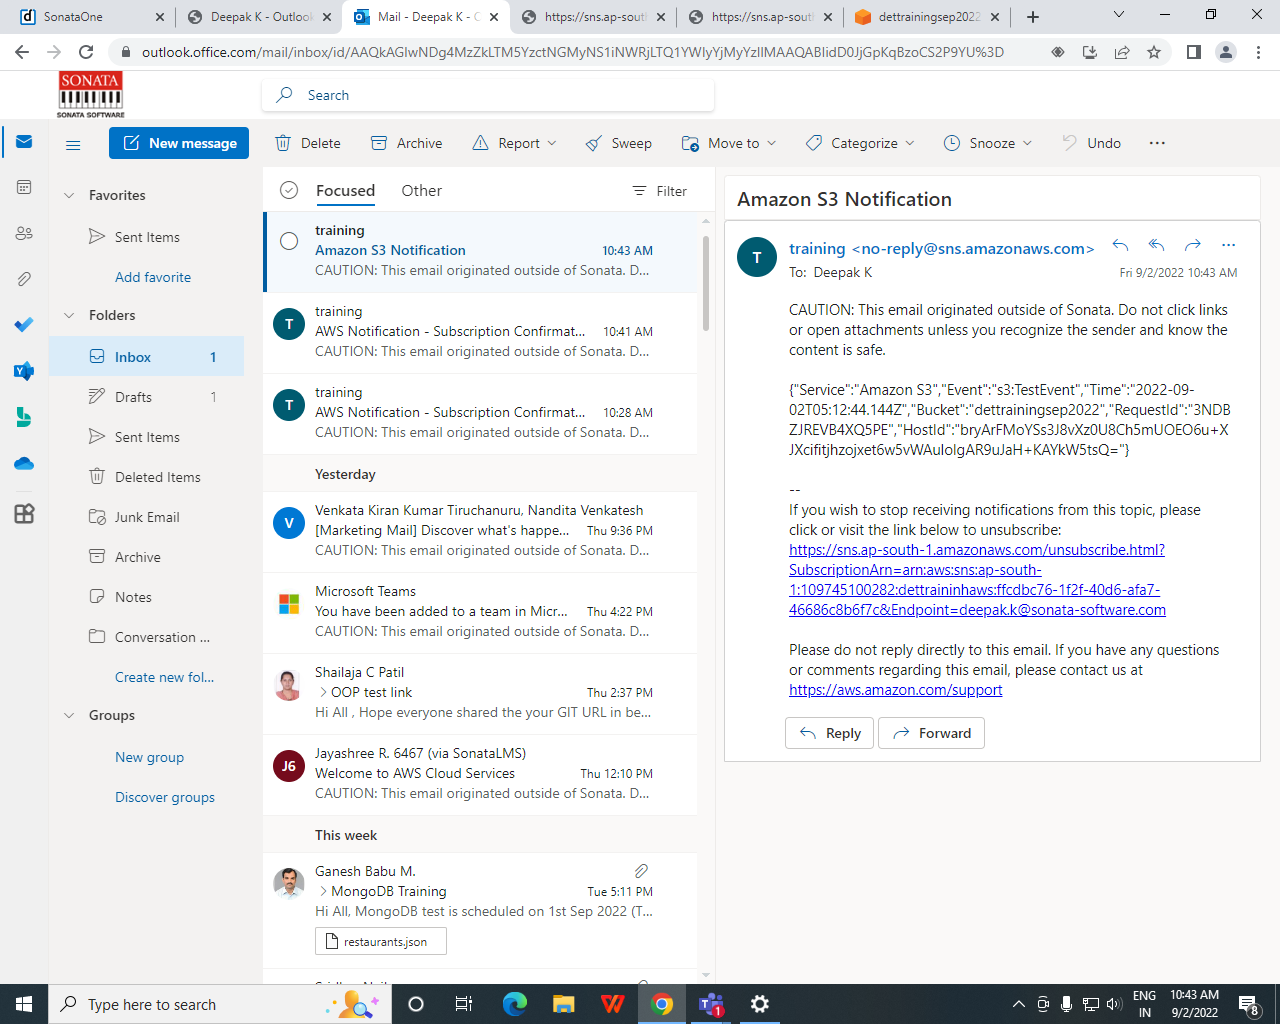 SonataOne
Deepak K - Outlook
Mail - Deepak K - O
https://sns.ap-sout
https://sns.ap-sout
dettrainingsep2022
outlook.office.com/mail/inbox/id/AAQkAGIwNDg4MzZkLTM5YzctNGMyNS1iNWRjLTQ1YWIyYjMyYzIlMAAQABlidD0JjGpKqBzoCS2P9YU%3D
SONATA
SONATA SOFTWARE
Search
New message
Delete
Archive
Report
Sweep
Move to
Categorize
Snooze
Undo
Favorites
Sent Items
Add favorite
Folders
Inbox 1
Drafts 1
Sent Items
Deleted Items
Junk Email
Archive
Notes
Conversation ...
Create new fol...
Groups
New group
Discover groups
Focused
Other
Filter
training
Amazon S3 Notification 10:43 AM
CAUTION: This email originated outside of Sonata. D...
T
training
AWS Notification - Subscription Confirmat... 10:41 AM
CAUTION: This email originated outside of Sonata. D...
T
training
AWS Notification - Subscription Confirmat... 10:28 AM
CAUTION: This email originated outside of Sonata. D...
Yesterday
V
Venkata Kiran Kumar Tiruchanuru, Nandita Venkatesh
[Marketing Mail] Discover what's happe... Thu 9:36 PM
CAUTION: This email originated outside of Sonata. D...
Microsoft Teams
You have been added to a team in Micr... Thu 4:22 PM
CAUTION: This email originated outside of Sonata. D...
Shailaja C Patil
OOP test link Thu 2:37 PM
Hi All , Hope everyone shared the your GIT URL in be...
J6
Jayashree R. 6467 (via SonataLMS)
Welcome to AWS Cloud Services Thu 12:10 PM
CAUTION: This email originated outside of Sonata. D...
This week
Ganesh Babu M.
MongoDB Training Tue 5:11 PM
Hi All, MongoDB test is scheduled on 1st Sep 2022 (T...
restaurants.json
Amazon S3 Notification
T
training <no-reply@sns.amazonaws.com>
To: Deepak K
Fri 9/2/2022 10:43 AM
CAUTION: This email originated outside of Sonata. Do not click links
or open attachments unless you recognize the sender and know the
content is safe.
{"Service":"Amazon S3","Event":"s3:TestEvent","Time":"2022-09-
02T05:12:44.144Z","Bucket":"dettrainingsep2022","RequestId":"3NDB
ZJREVB4XQ5PE","HostId":"bryArFMoYSs3J8vXz0U8Ch5mUOEO6u+X
JXcifitjhzojxet6w5vWAuIoIgAR9uJaH+KAYkW5tsQ="}
--
If you wish to stop receiving notifications from this topic, please
click or visit the link below to unsubscribe:
https://sns.ap-south-1.amazonaws.com/unsubscribe.html?
SubscriptionArn=arn:aws:sns:ap-south-
1:109745100282:dettraininhaws:ffcdbc76-1f2f-40d6-afa7-
46686c8b6f7c&Endpoint=deepak.k@sonata-software.com
Please do not reply directly to this email. If you have any questions
or comments regarding this email, please contact us at
https://aws.amazon.com/support
Reply
Forward
Type here to search
1
ENG
IN
10:43 AM
9/2/2022
8